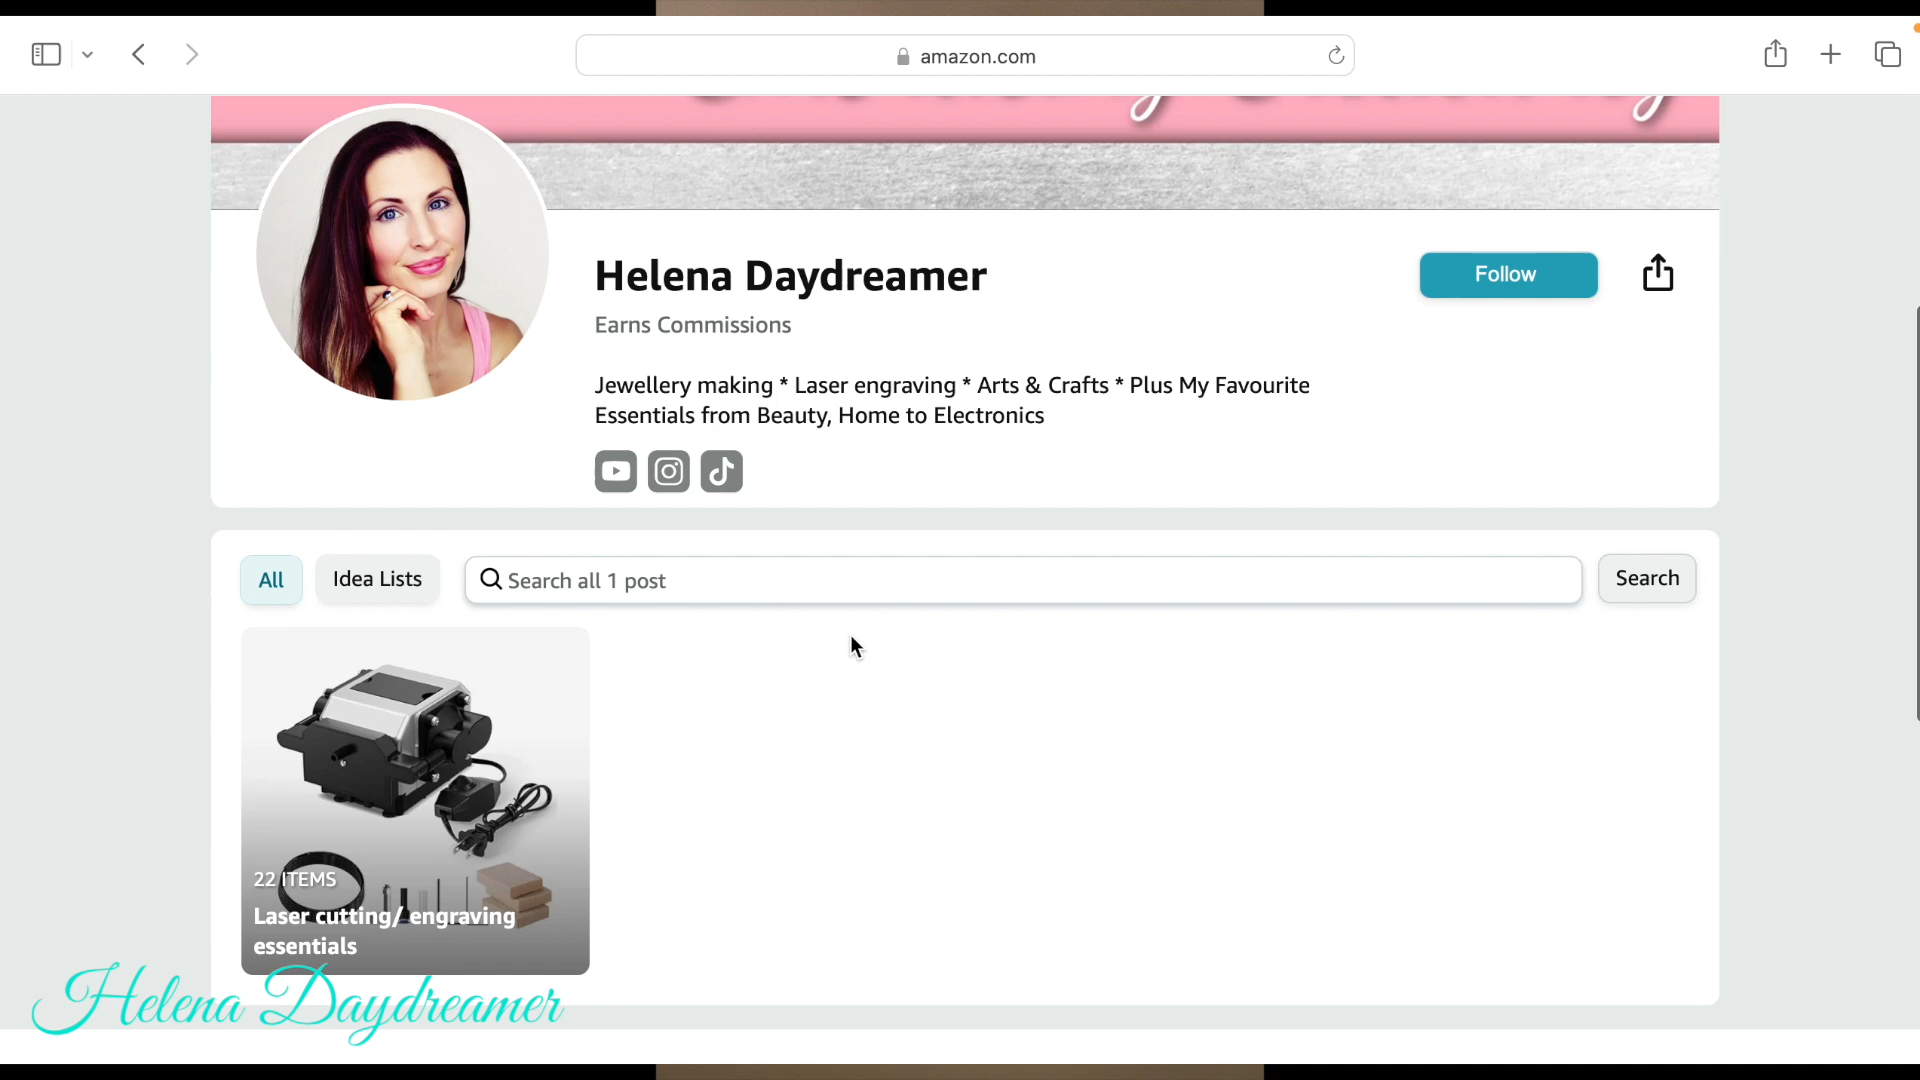 amazon.com
Helena Daydreamer
Follow
Earns Commissions
Jewellery making * Laser engraving * Arts & Crafts * Plus My Favourite
Essentials from Beauty, Home to Electronics
All
Idea Lists
Search all 1 post
Search
22 ITEMS
Laser cutting/ engraving
essentials
Helena Daydreamer